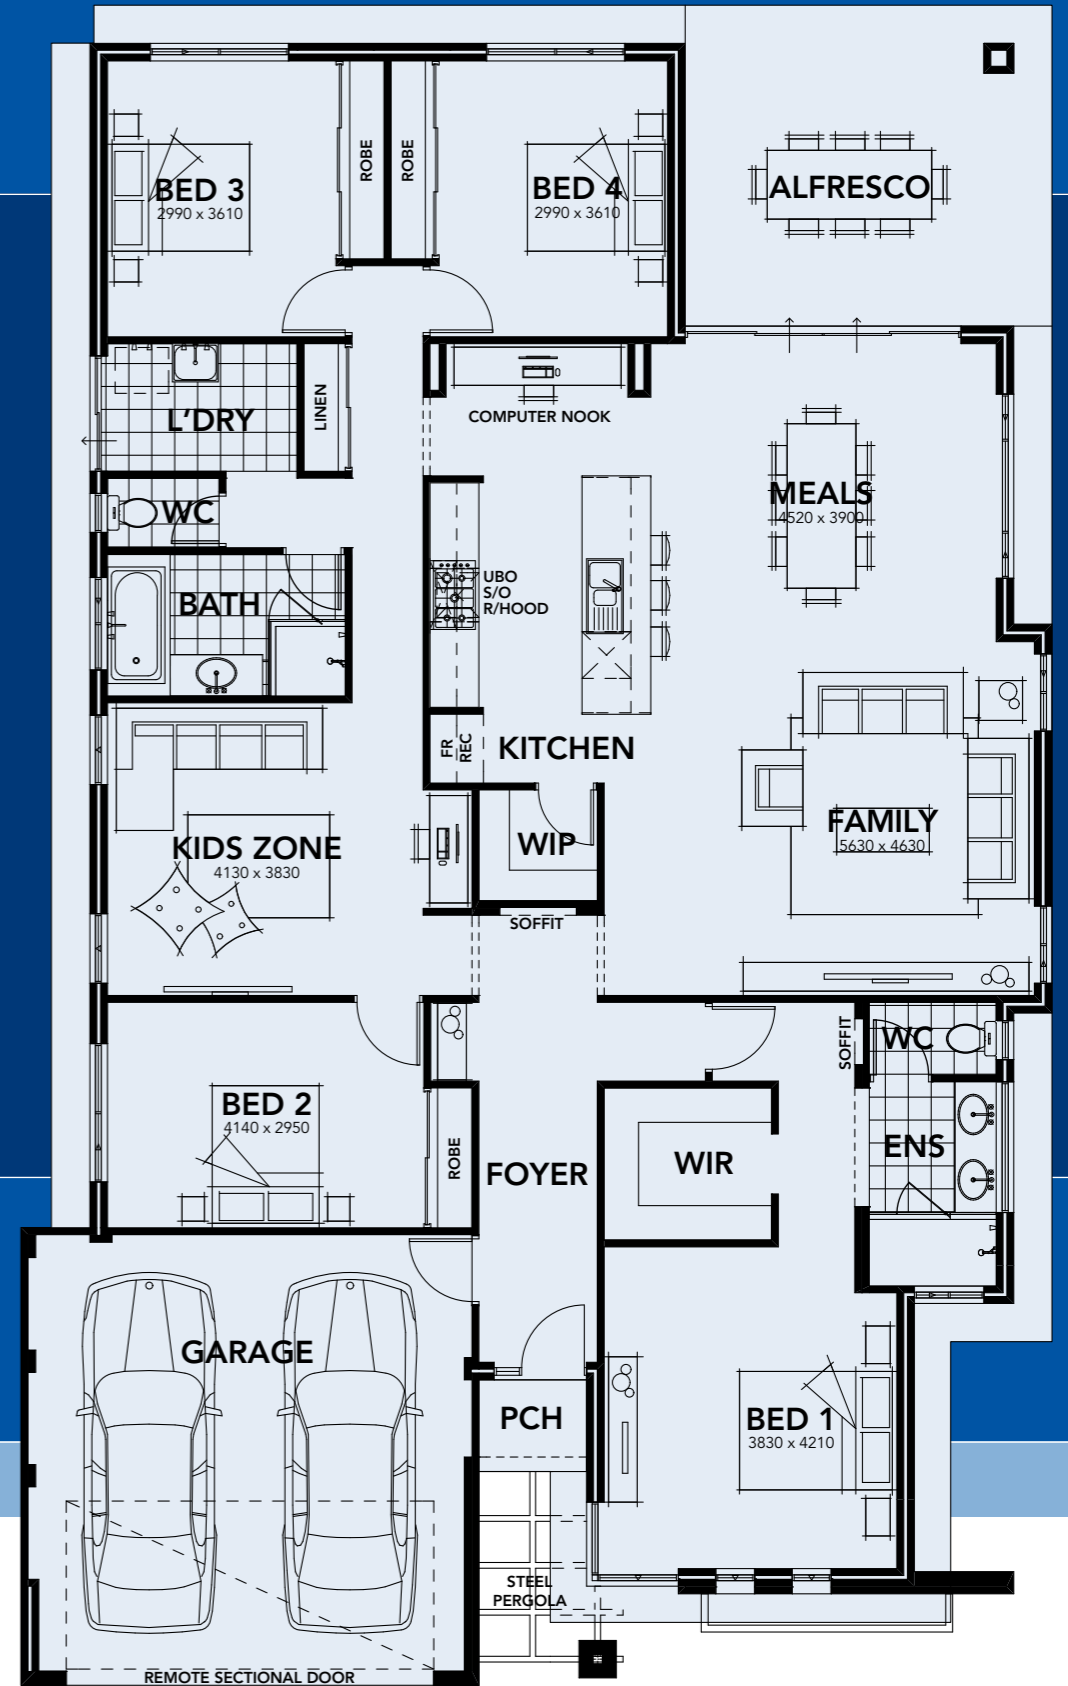 ROBE
ROBE
BED 3
2990 x 3610
BED 4
2990 x 3610
ALFRESCO
LINEN
L'DRY
COMPUTER NOOK
WC
MEALS
4520 x 3900
BATH
UBO
S/O
R/HOOD
FR
REC
KITCHEN
KIDS ZONE
4130 x 3830
WIP
FAMILY
5630 x 4630
SOFFIT
SOFFIT
WC
BED 2
4140 x 2950
ROBE
FOYER
WIR
ENS
GARAGE
PCH
BED 1
3830 x 4210
STEEL
PERGOLA
REMOTE SECTIONAL DOOR